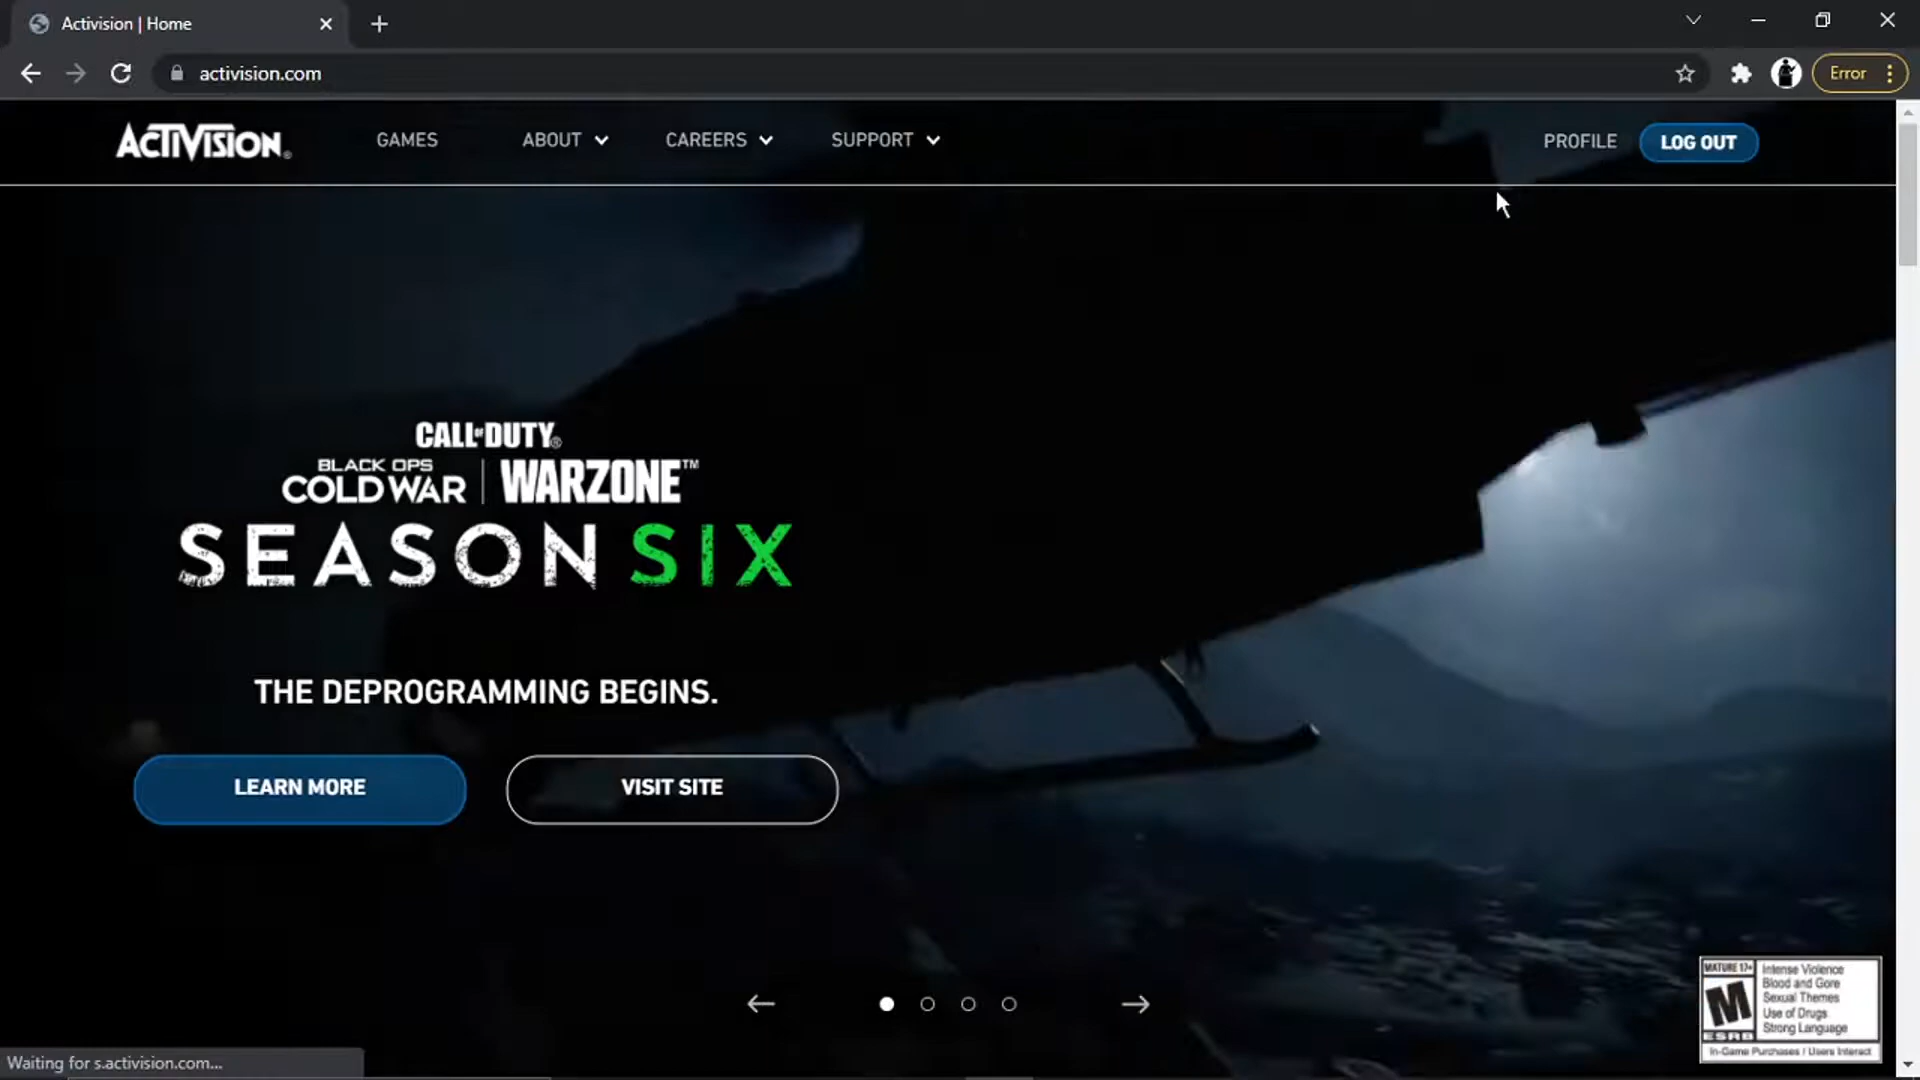 Activision | Home
activision.com
Error
ACTIVISION®
GAMES
ABOUT
CAREERS
SUPPORT
PROFILE
LOG OUT
CALL OF DUTY®
BLACK OPS
COLD WAR
WARZONE™
SEASON SIX
THE DEPROGRAMMING BEGINS.
LEARN MORE
VISIT SITE
MATURE 17+
M
ESRB
Intense Violence
Blood and Gore
Sexual Themes
Use of Drugs
Strong Language
In-Game Purchases / Users Interact
Waiting for s.activision.com...